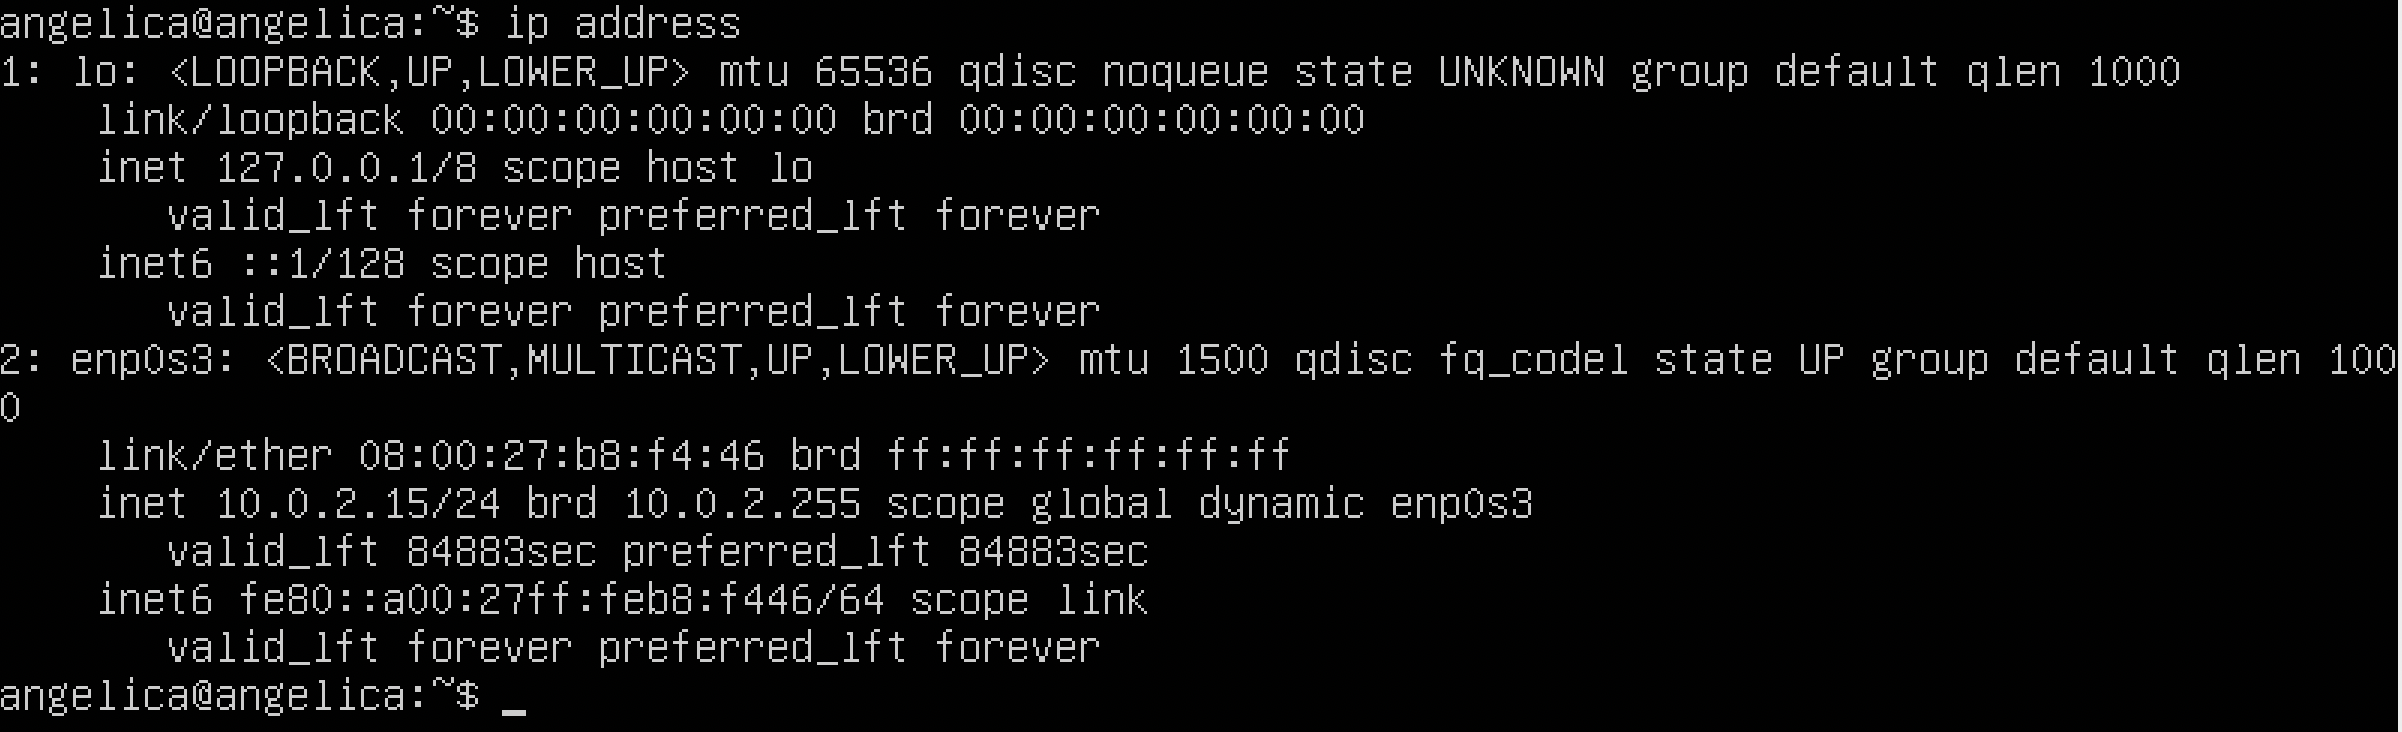 angelica@angelica:~$ ip address
1: lo: <LOOPBACK,UP,LOWER_UP> mtu 65536 qdisc noqueue state UNKNOWN group default qlen 1000
    link/loopback 00:00:00:00:00:00 brd 00:00:00:00:00:00
    inet 127.0.0.1/8 scope host lo
       valid_lft forever preferred_lft forever
    inet6 ::1/128 scope host
       valid_lft forever preferred_lft forever
2: enp0s3: <BROADCAST,MULTICAST,UP,LOWER_UP> mtu 1500 qdisc fq_codel state UP group default qlen 100
0
    link/ether 08:00:27:b8:f4:46 brd ff:ff:ff:ff:ff:ff
    inet 10.0.2.15/24 brd 10.0.2.255 scope global dynamic enp0s3
       valid_lft 84883sec preferred_lft 84883sec
    inet6 fe80::a00:27ff:feb8:f446/64 scope link
       valid_lft forever preferred_lft forever
angelica@angelica:~$ _